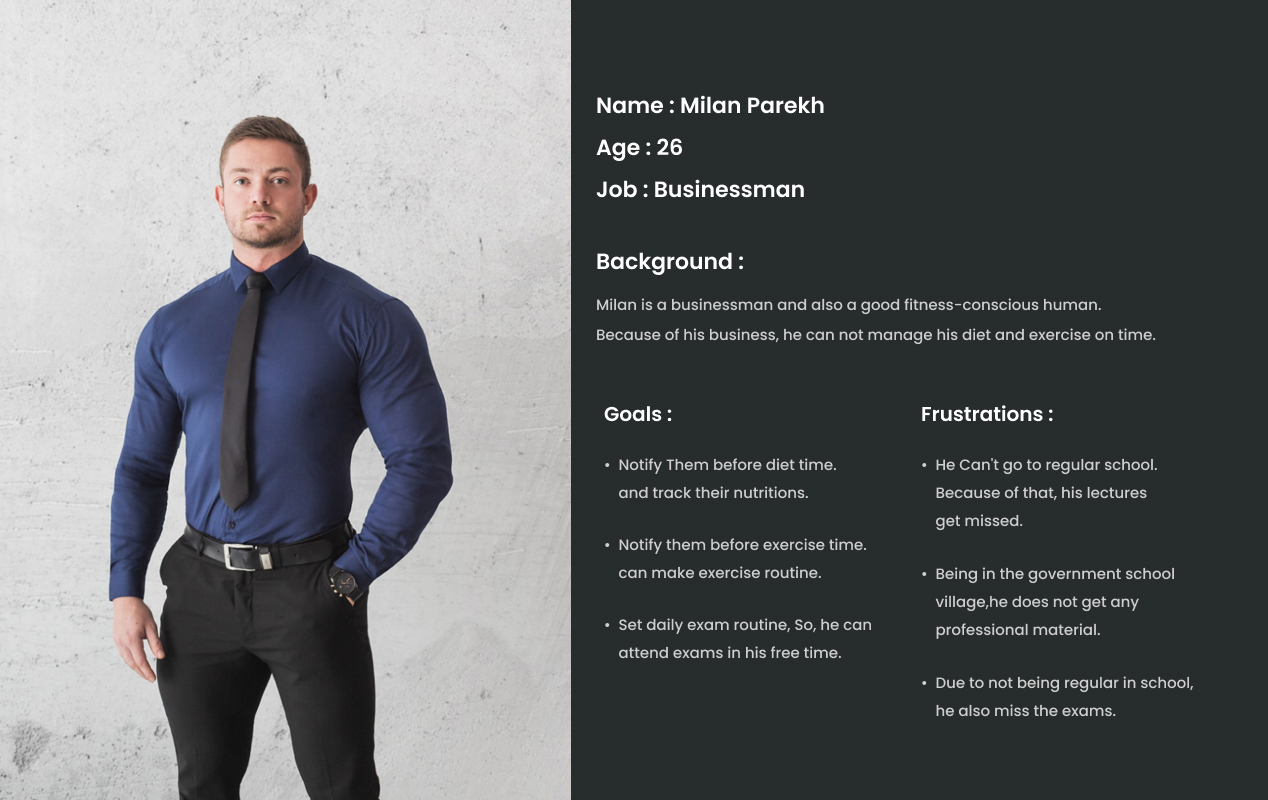 Name : Milan Parekh
Age : 26
Job : Businessman
Background :
Milan is a businessman and also a good fitness-conscious human.
Because of his business, he can not manage his diet and exercise on time.
Goals :
• Notify Them before diet time.
and track their nutritions.
• Notify them before exercise time.
can make exercise routine.
• Set daily exam routine, So, he can
attend exams in his free time.
Frustrations :
• He Can't go to regular school.
Because of that, his lectures
get missed.
• Being in the government school
village,he does not get any
professional material.
• Due to not being regular in school,
he also miss the exams.